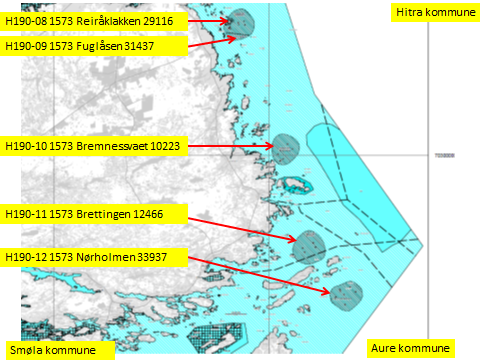 Hitra kommune
H190-08 1573 Reiråklakken 29116
H190-09 1573 Fuglåsen 31437
H190-10 1573 Bremnessvaet 10223
H190-11 1573 Brettingen 12466
H190-12 1573 Nørholmen 33937
Smøla kommune
Aure kommune